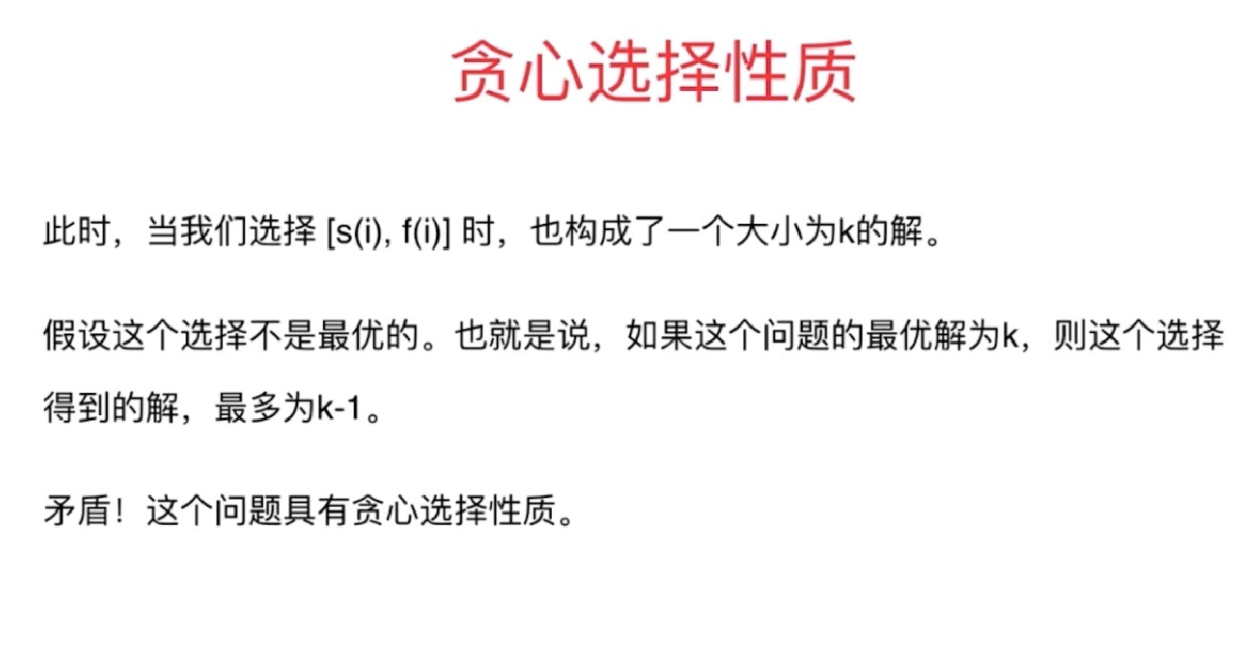 贪心选择性质
此时，当我们选择 [s(i), f(i)] 时，也构成了一个大小为k的解。
假设这个选择不是最优的。也就是说，如果这个问题的最优解为k，则这个选择
得到的解，最多为k-1。
矛盾！这个问题具有贪心选择性质。